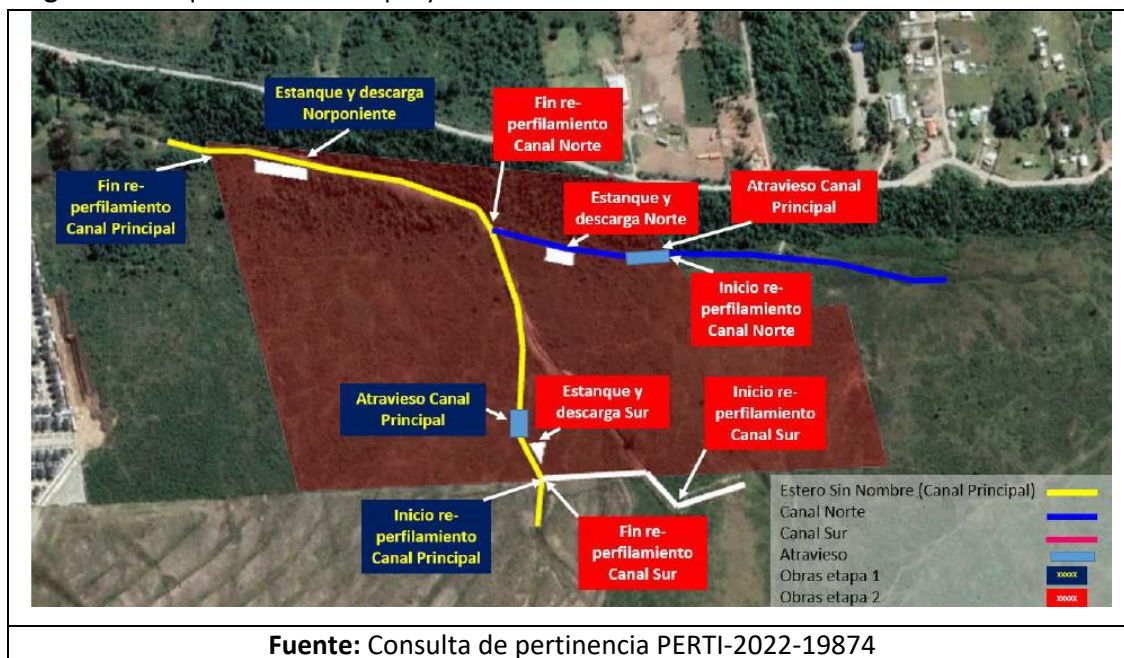 Estanque y descarga
Norponiente
Fin re-
perfilamiento
Canal Norte
Fin re-
perfilamiento
Canal Principal
Estanque y
descarga Norte
Atravieso Canal
Principal
Inicio re-
perfilamiento
Canal Norte
Atravieso Canal
Principal
Estanque y
descarga Sur
Inicio re-
perfilamiento
Canal Sur
Inicio re-
perfilamiento
Canal Principal
Fin re-
perfilamiento
Canal Sur
Estero Sin Nombre (Canal Principal)
Canal Norte
Canal Sur
Atravieso
Obras etapa 1 xxxxx
Obras etapa 2 xxxxx
Fuente: Consulta de pertinencia PERTI-2022-19874